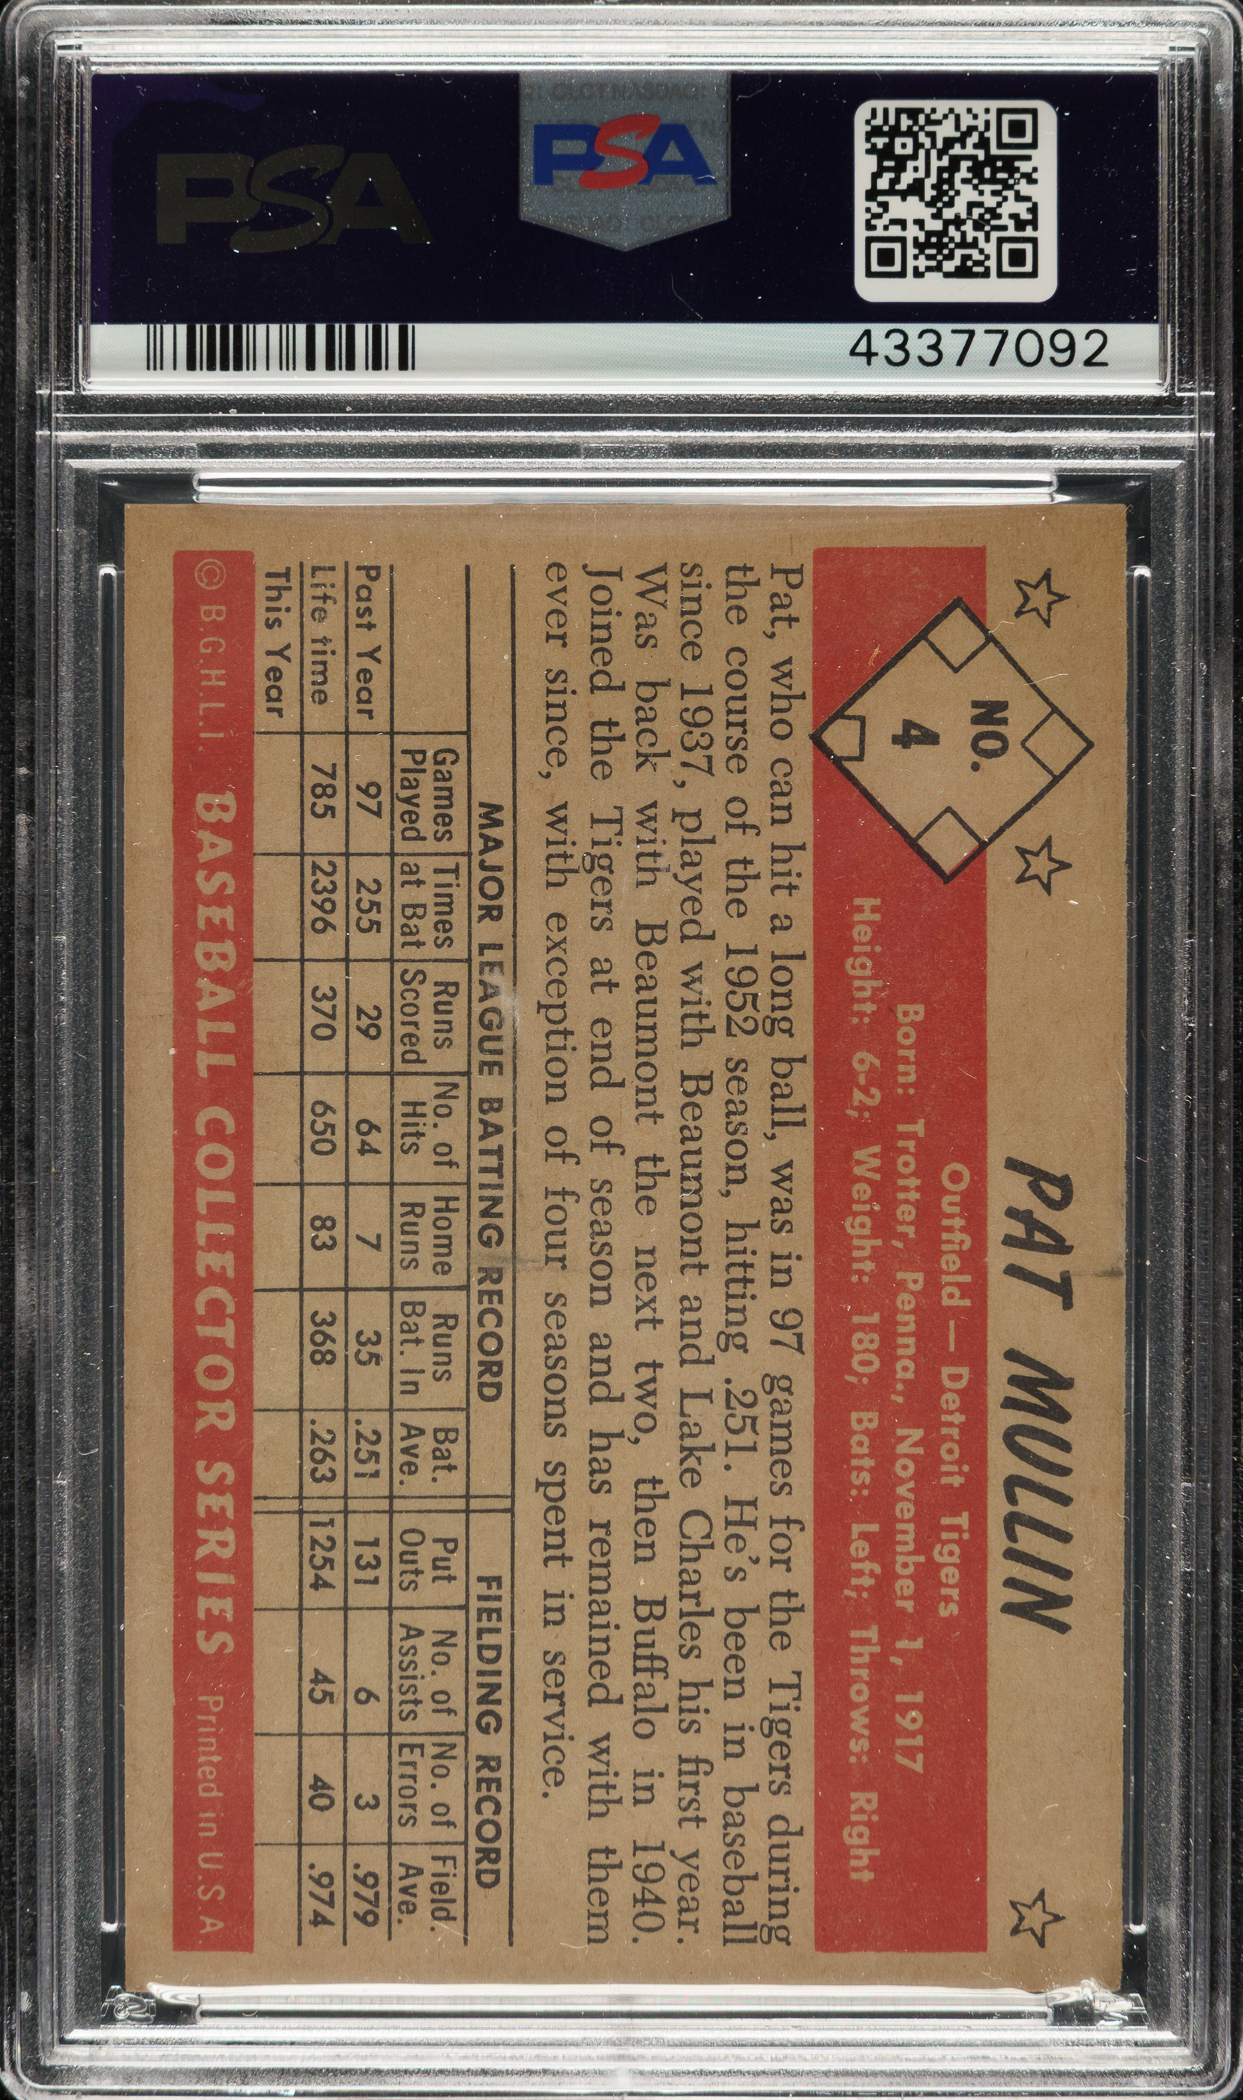 PSA
PSA
43377092
PAT MULLIN
NO.
4
Outfield — Detroit Tigers
Born: Trotter, Penna., November 1, 1917
Height: 6-2; Weight: 180; Bats: Left; Throws: Right
Pat, who can hit a long ball, was in 97 games for the Tigers during
the course of the 1952 season, hitting .251. He's been in baseball
since 1937, played with Beaumont and Lake Charles his first year.
Was back with Beaumont the next two, then Buffalo in 1940.
Joined the Tigers at end of season and has remained with them
ever since, with exception of four seasons spent in service.
MAJOR LEAGUE BATTING RECORD FIELDING RECORD
Games Times Runs No. of Home Runs Bat. Put No. of No. of Field.
Played at Bat Scored Hits Runs Bat. In Ave. Outs Assists Errors Ave.
Past Year 97 255 29 64 7 35 .251 131 6 3 .979
Life time 785 2396 370 650 83 368 .263 1254 45 40 .974
This Year
© B.G.H.L.I. BASEBALL COLLECTOR SERIES Printed in U.S.A